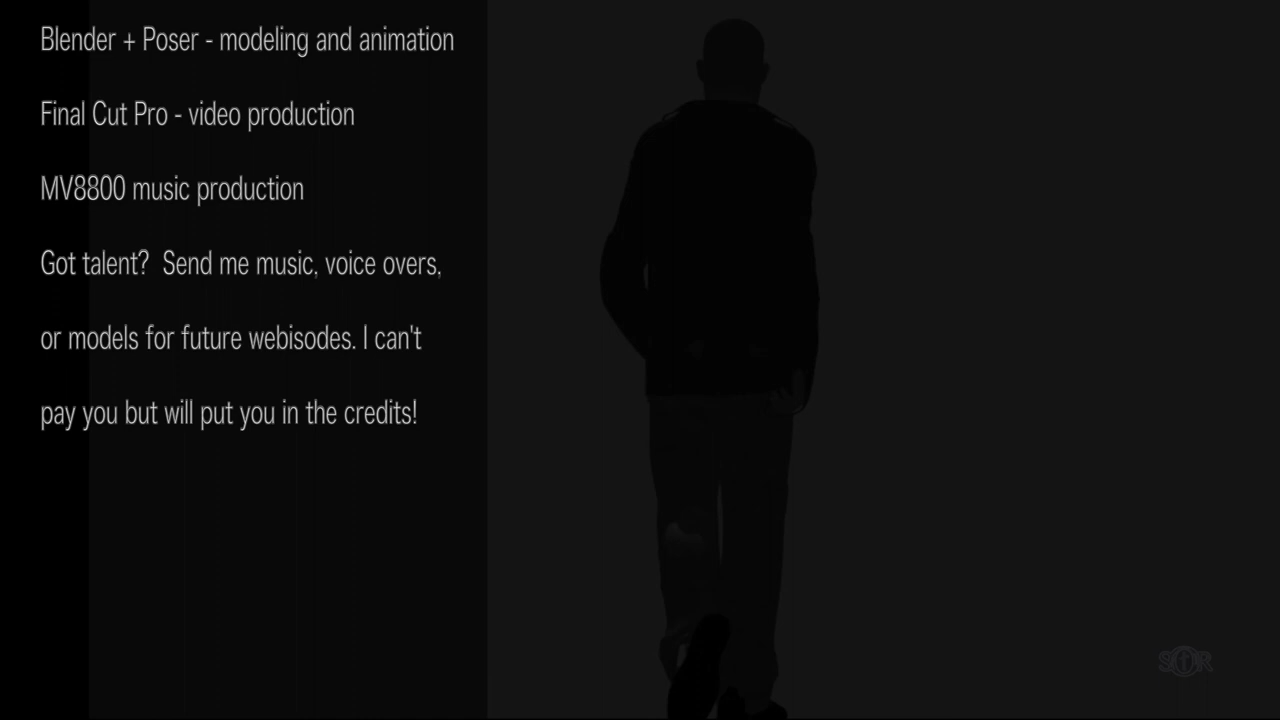 Blender + Poser - modeling and animation
Final Cut Pro - video production
MV8800 music production
Got talent?  Send me music, voice overs,
or models for future webisodes. I can't
pay you but will put you in the credits!